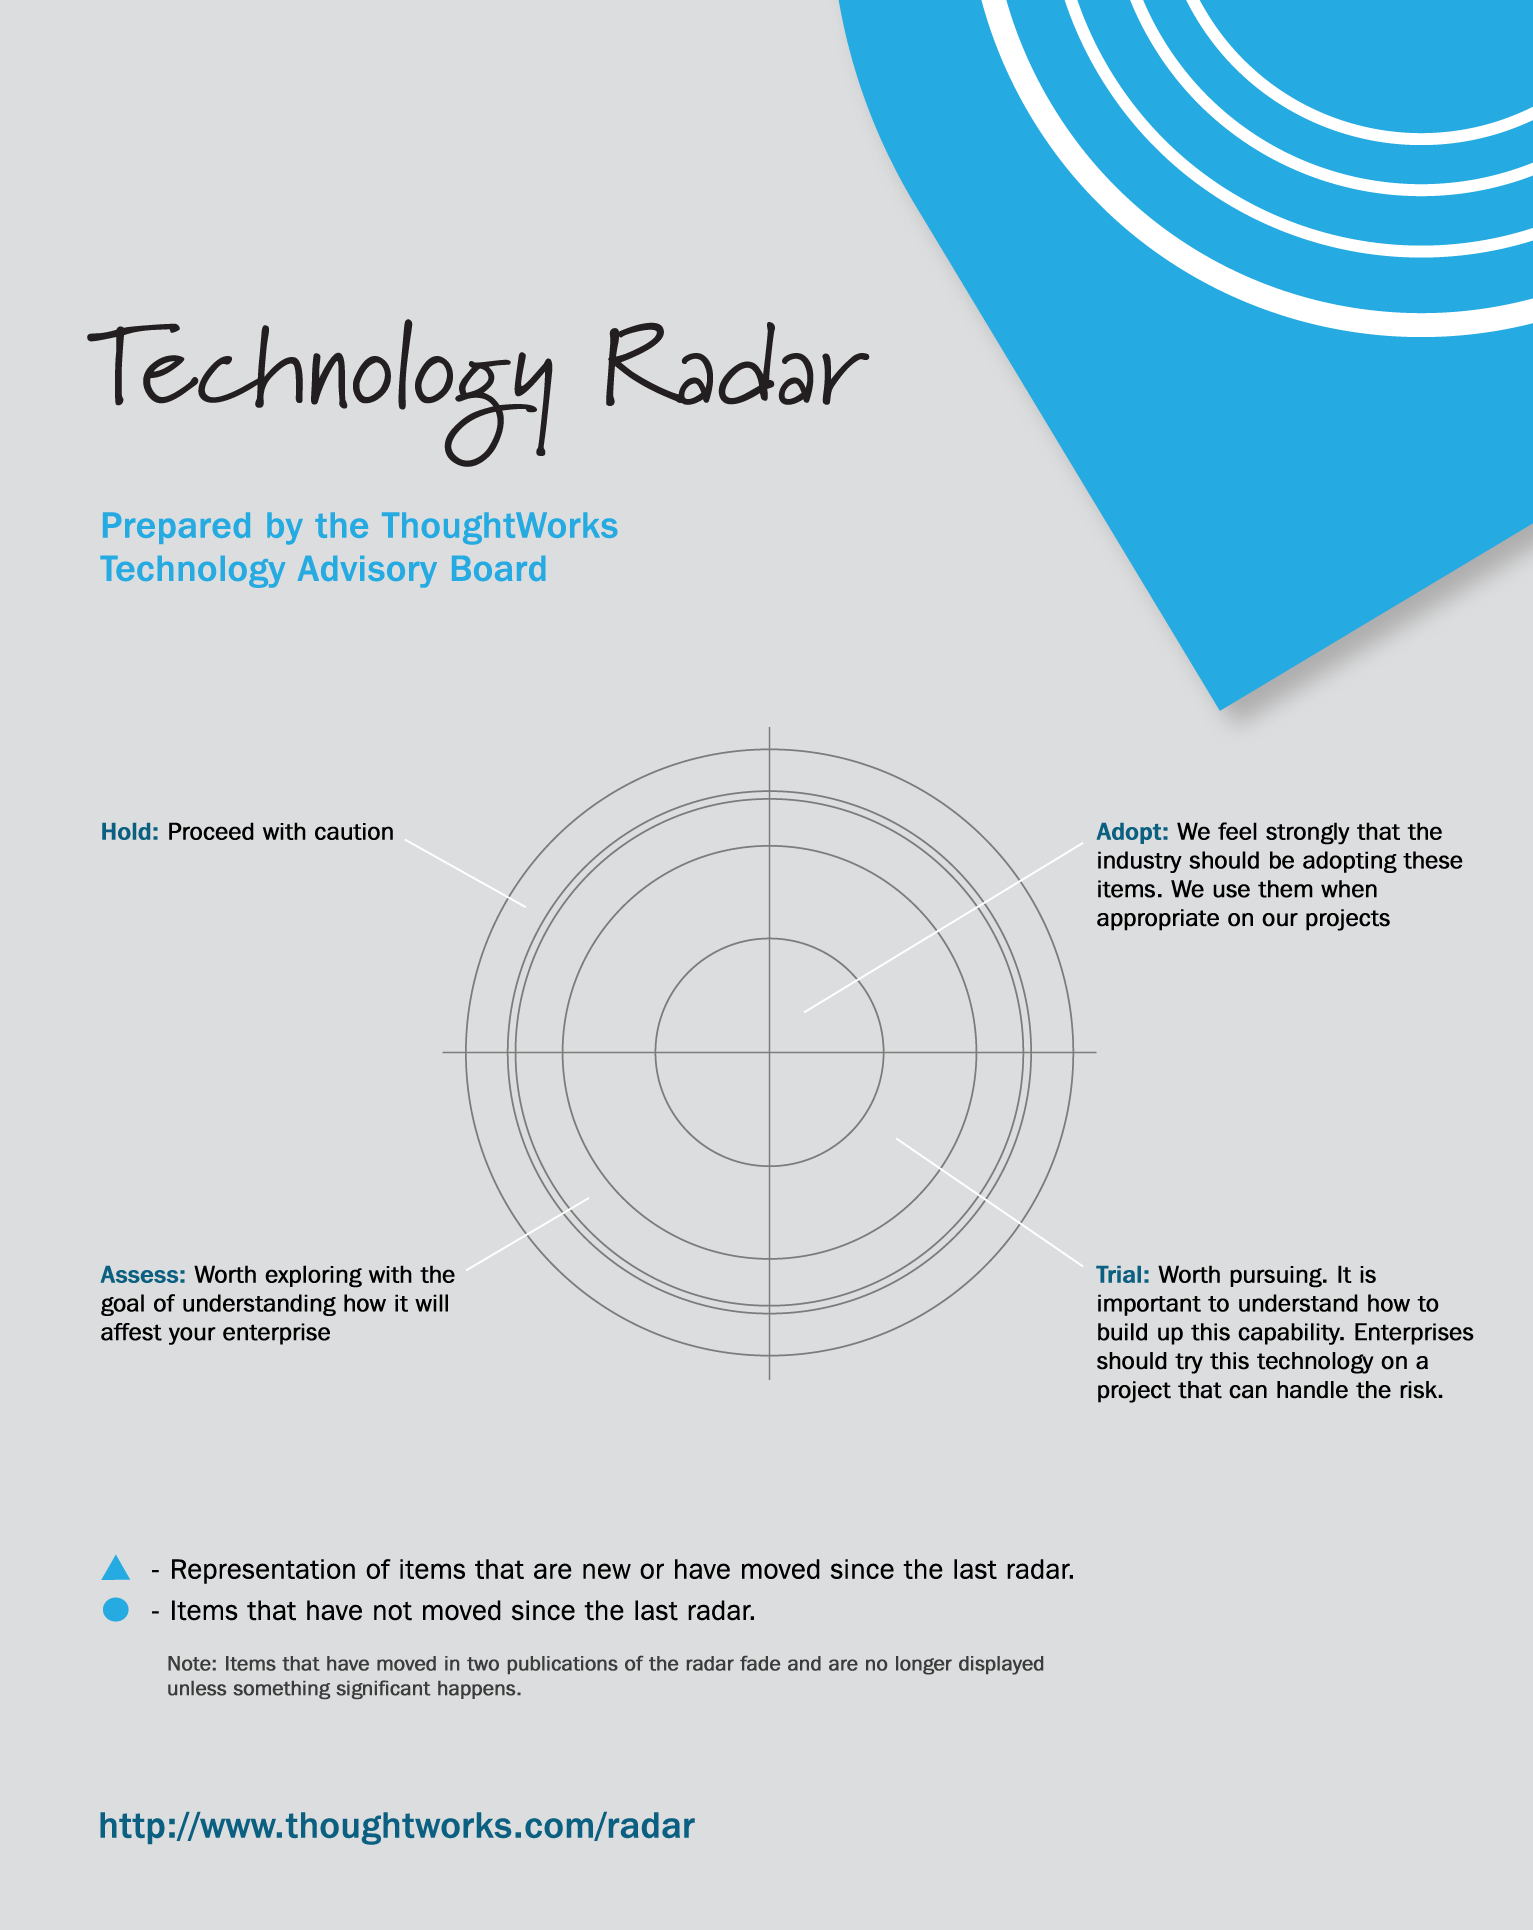 Technology Radar
Prepared by the ThoughtWorks
Technology Advisory Board
Hold: Proceed with caution
Adopt: We feel strongly that the
industry should be adopting these
items. We use them when
appropriate on our projects
Assess: Worth exploring with the
goal of understanding how it will
affest your enterprise
Trial: Worth pursuing. It is
important to understand how to
build up this capability. Enterprises
should try this technology on a
project that can handle the risk.
- Representation of items that are new or have moved since the last radar.
- Items that have not moved since the last radar.
Note: Items that have moved in two publications of the radar fade and are no longer displayed
unless something significant happens.
http://www.thoughtworks.com/radar